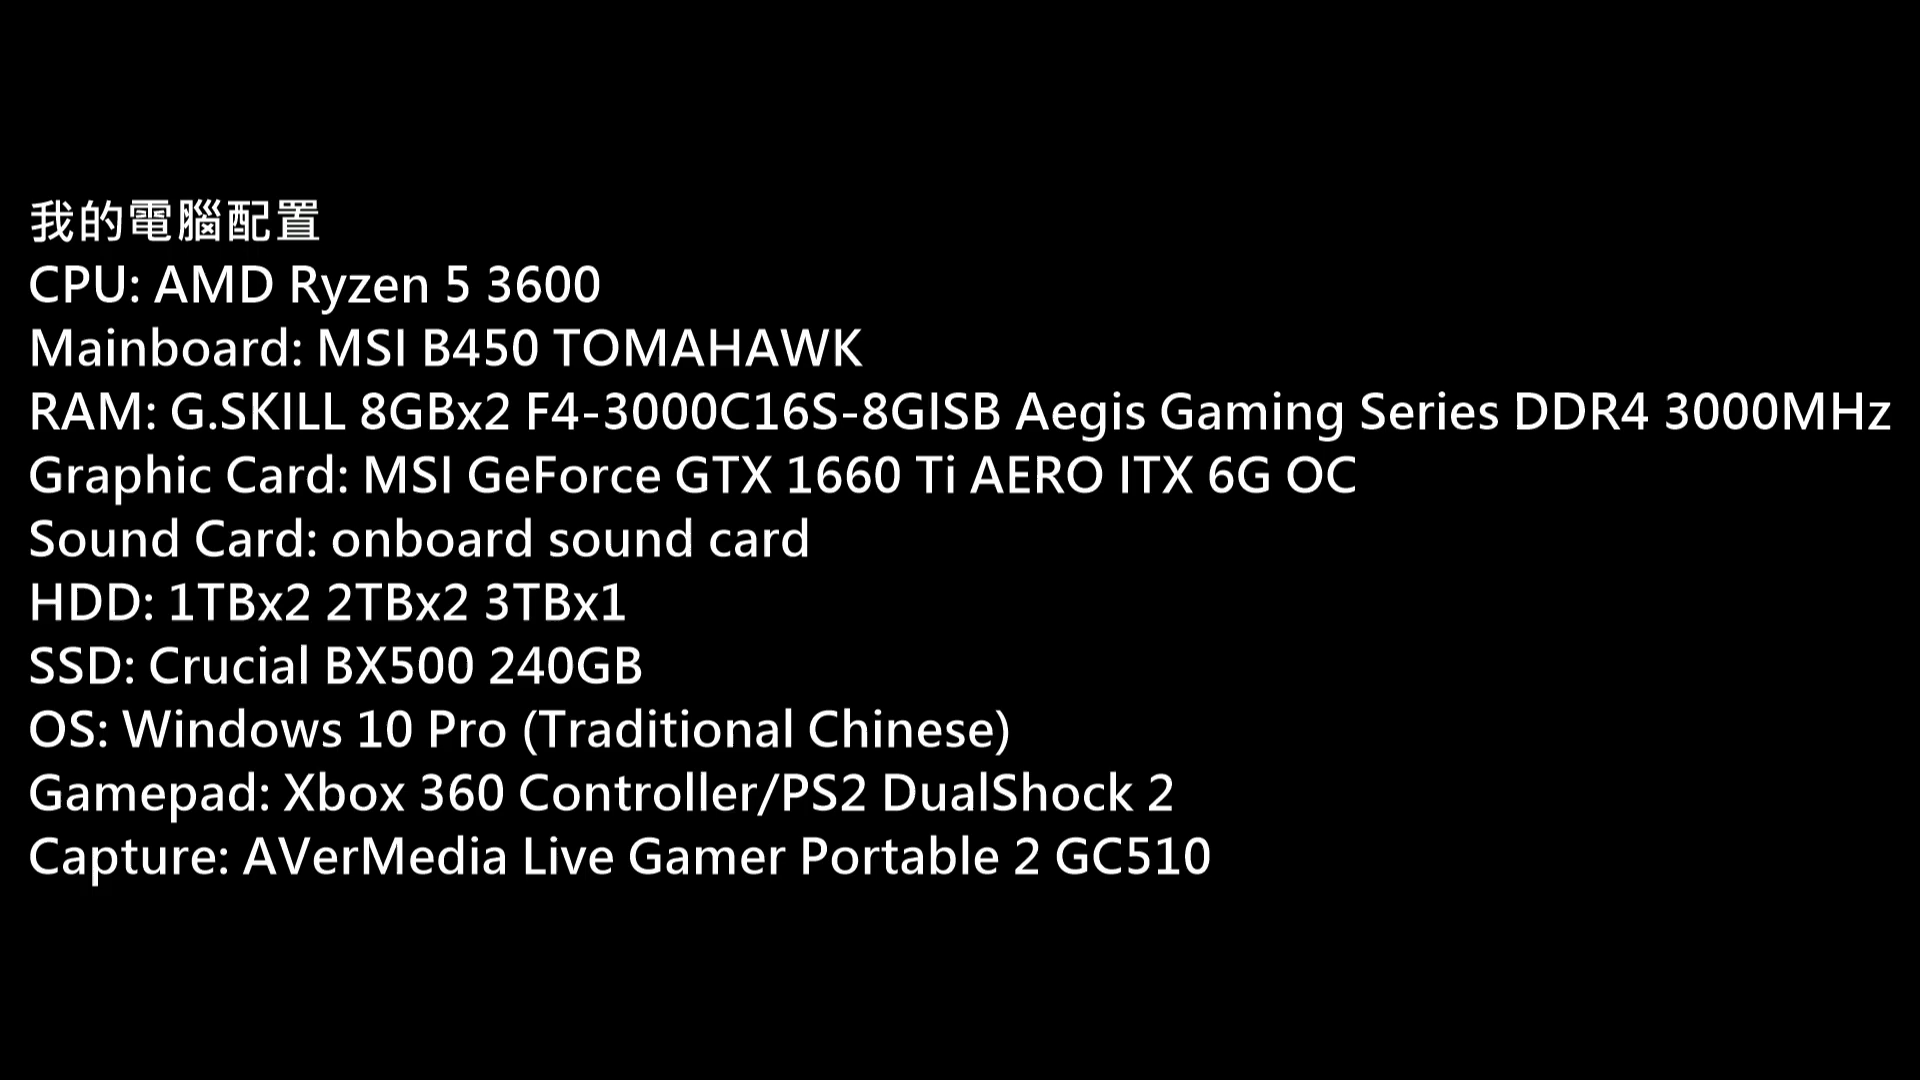 我的電腦配置
CPU: AMD Ryzen 5 3600
Mainboard: MSI B450 TOMAHAWK
RAM: G.SKILL 8GBx2 F4-3000C16S-8GISB Aegis Gaming Series DDR4 3000MHz
Graphic Card: MSI GeForce GTX 1660 Ti AERO ITX 6G OC
Sound Card: onboard sound card
HDD: 1TBx2 2TBx2 3TBx1
SSD: Crucial BX500 240GB
OS: Windows 10 Pro (Traditional Chinese)
Gamepad: Xbox 360 Controller/PS2 DualShock 2
Capture: AVerMedia Live Gamer Portable 2 GC510